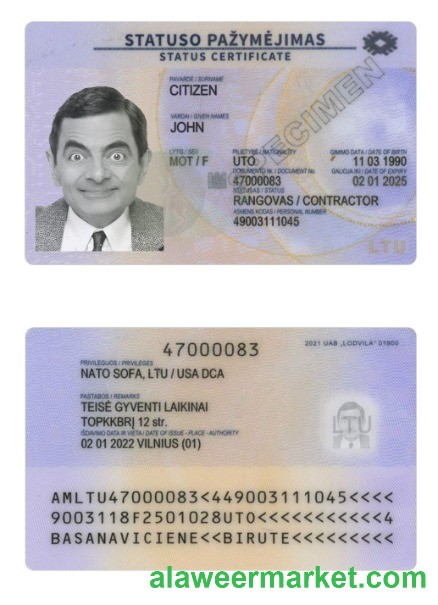 STATUSO PAŽYMĖJIMAS
STATUS CERTIFICATE
PAVARDĖ / SURNAME
CITIZEN
VARDAI / GIVEN NAMES
JOHN
LYTIS / SEX
MOT / F
PILIETYBĖ / NATIONALITY
UTO
GIMIMO DATA / DATE OF BIRTH
11 03 1990
DOKUMENTO Nr. / DOCUMENT No
47000083
GALIOJA IKI / DATE OF EXPIRY
02 01 2025
STATUSAS / STATUS
RANGOVAS / CONTRACTOR
ASMENS KODAS / PERSONAL NUMBER
49003111045
SPECIMEN
LTU
47000083
2021 UAB „LODVILA“ 01900
PRIVILEGIJOS / PRIVILEGES
NATO SOFA, LTU / USA DCA
PASTABOS / REMARKS
TEISĖ GYVENTI LAIKINAI
TOPKKBRĮ 12 str.
IŠDAVIMO DATA IR VIETA / DATE OF ISSUE - PLACE - AUTHORITY
02 01 2022 VILNIUS (01)
LTU
AMLTU47000083<449003111045<<<<
9003118F2501028UTO<<<<<<<<<<<4
BASANAVICIENE<<BIRUTE<<<<<<<<<
alaweermarket.com